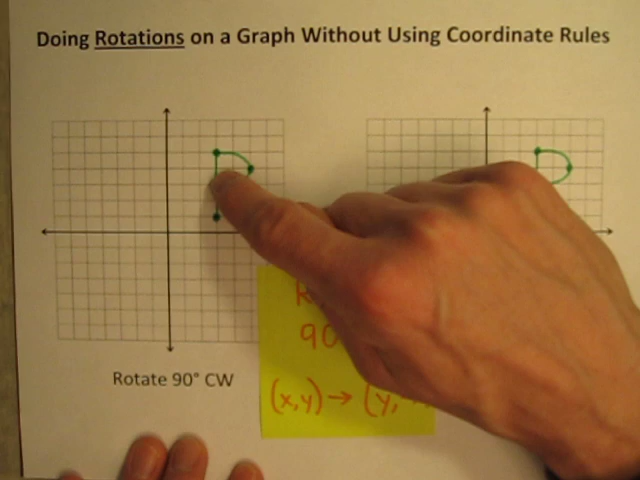 Doing Rotations on a Graph Without Using Coordinate Rules
90
(x,y) → (y,
Rotate 90° CW